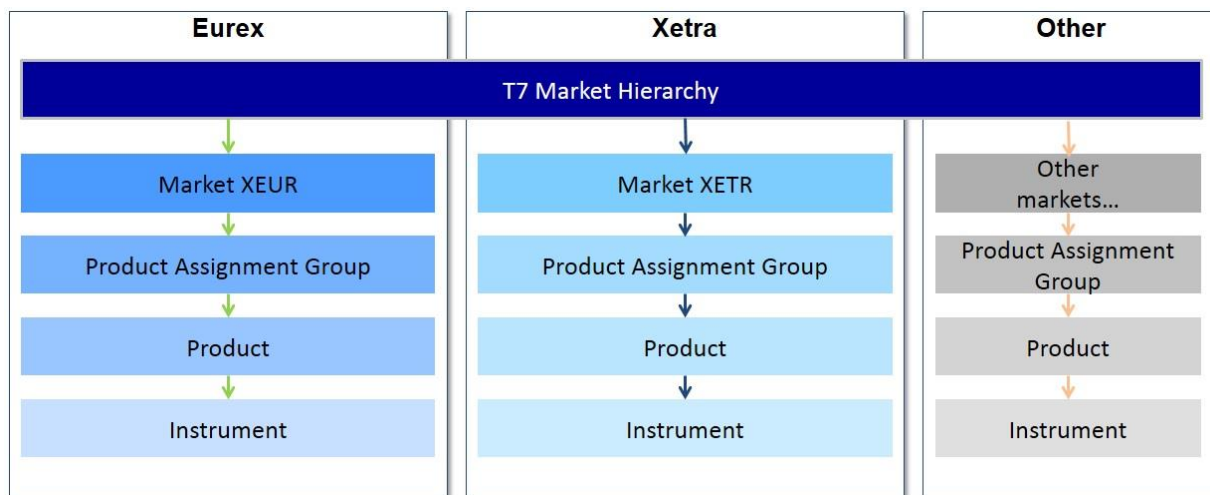 Eurex
Xetra
Other
T7 Market Hierarchy
Market XEUR
Market XETR
Other
markets...
Product Assignment Group
Product Assignment Group
Product Assignment
Group
Product
Product
Product
Instrument
Instrument
Instrument